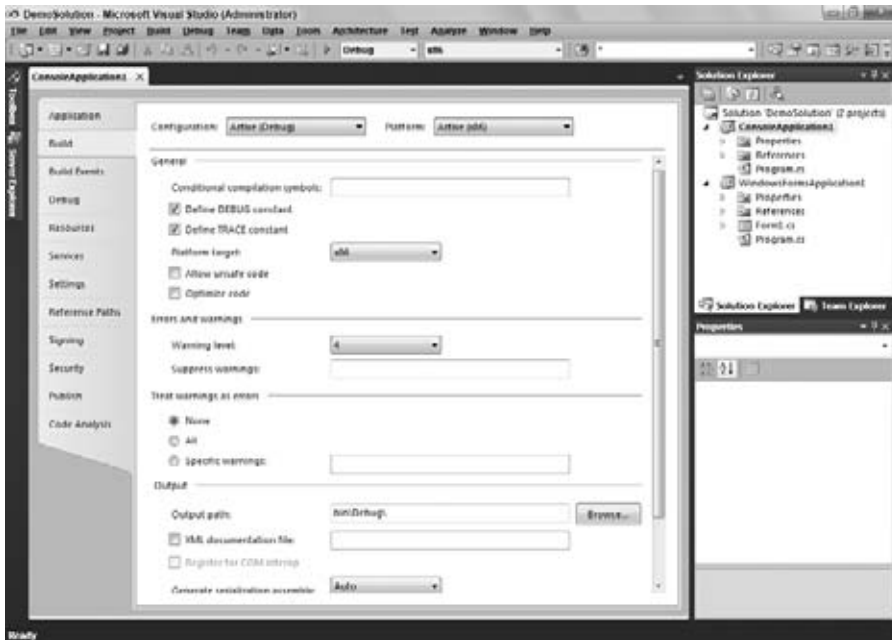 DemoSolution - Microsoft Visual Studio (Administrator)
File Edit View Project Build Debug Team Data Tools Architecture Test Analyze Window Help
Debug x86
Toolbox
Server Explorer
ConsoleApplication1 X
Application
Build
Build Events
Debug
Resources
Services
Settings
Reference Paths
Signing
Security
Publish
Code Analysis
Configuration: Active (Debug) Platform: Active (x86)
General
Conditional compilation symbols:
Define DEBUG constant
Define TRACE constant
Platform target: x86
Allow unsafe code
Optimize code
Errors and warnings
Warning level: 4
Suppress warnings:
Treat warnings as errors
None
All
Specific warnings:
Output
Output path: bin\Debug\
Browse...
XML documentation file:
Register for COM interop
Generate serialization assembly: Auto
Solution Explorer
Solution 'DemoSolution' (2 projects)
ConsoleApplication1
Properties
References
Program.cs
WindowsFormsApplication1
Properties
References
Form1.cs
Program.cs
Solution Explorer Team Explorer
Properties
Ready